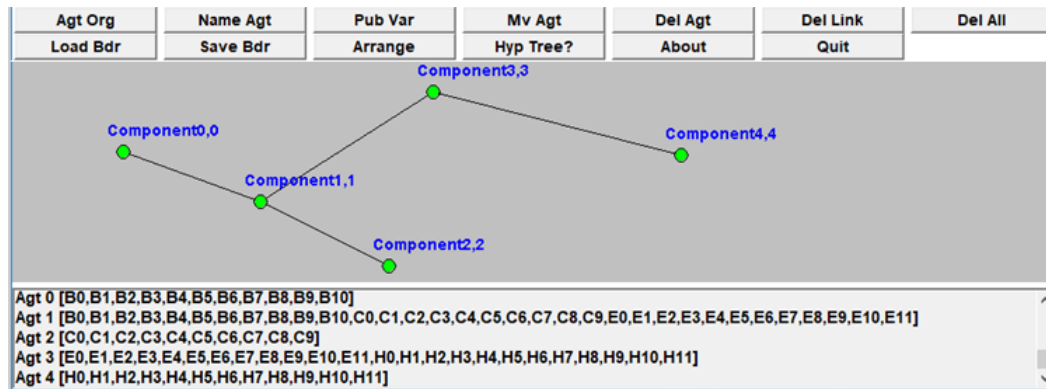 Agt Org Name Agt Pub Var Mv Agt Del Agt Del Link Del All
Load Bdr Save Bdr Arrange Hyp Tree? About Quit
Component3,3
Component0,0
Component4,4
Component1,1
Component2,2
Agt 0 [B0,B1,B2,B3,B4,B5,B6,B7,B8,B9,B10]
Agt 1 [B0,B1,B2,B3,B4,B5,B6,B7,B8,B9,B10,C0,C1,C2,C3,C4,C5,C6,C7,C8,C9,E0,E1,E2,E3,E4,E5,E6,E7,E8,E9,E10,E11]
Agt 2 [C0,C1,C2,C3,C4,C5,C6,C7,C8,C9]
Agt 3 [E0,E1,E2,E3,E4,E5,E6,E7,E8,E9,E10,E11,H0,H1,H2,H3,H4,H5,H6,H7,H8,H9,H10,H11]
Agt 4 [H0,H1,H2,H3,H4,H5,H6,H7,H8,H9,H10,H11]